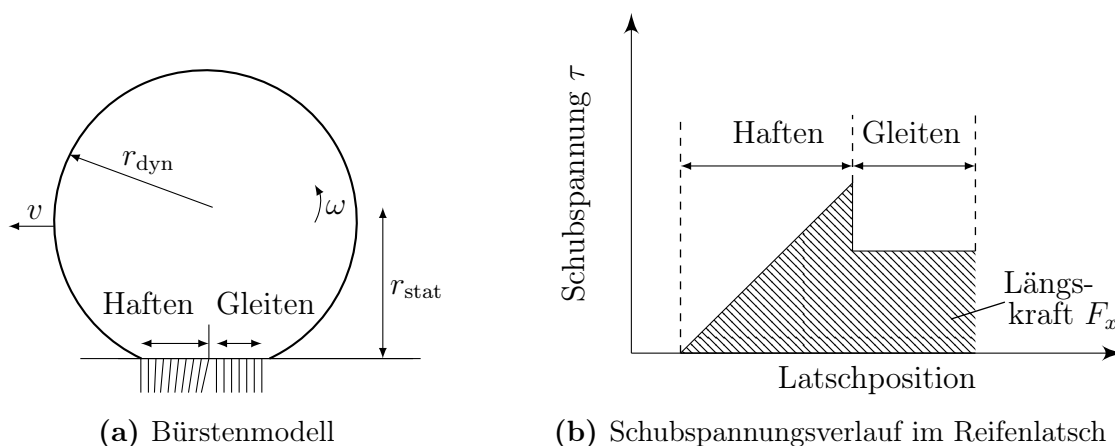 r_dyn
v
ω
r_stat
Haften
Gleiten
(a) Bürstenmodell
Schubspannung τ
Haften
Gleiten
Längs-
kraft F_x
Latschposition
(b) Schubspannungsverlauf im Reifenlatsch